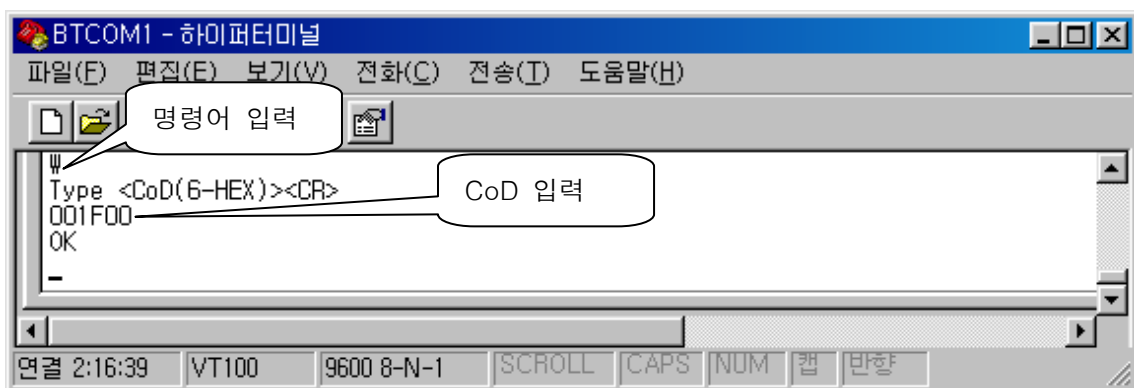 BTCOM1 - 하이퍼터미널
파일(F) 편집(E) 보기(V) 전화(C) 전송(T) 도움말(H)
명령어 입력
₩
Type <CoD(6-HEX)><CR>
CoD 입력
001F00
OK
_
연결 2:16:39 VT100 9600 8-N-1 SCROLL CAPS NUM 캡 반향